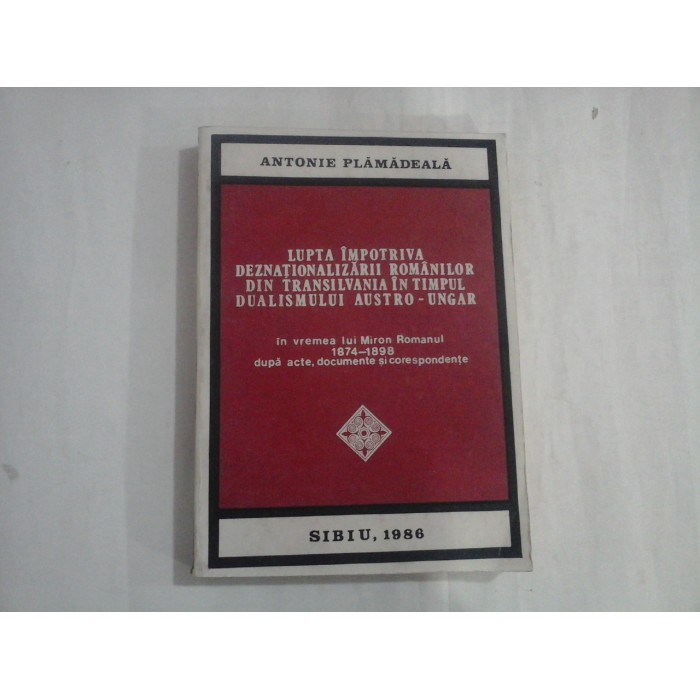 ANTONIE PLĂMĂDEALĂ
LUPTA ÎMPOTRIVA
DEZNAȚIONALIZĂRII ROMÂNILOR
DIN TRANSILVANIA ÎN TIMPUL
DUALISMULUI AUSTRO-UNGAR
în vremea lui Miron Romanul
1874-1898
după acte, documente și corespondențe
SIBIU, 1986